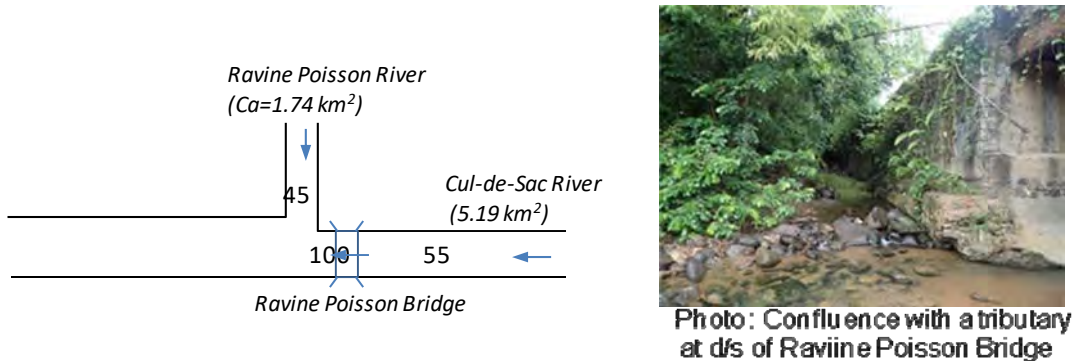 Ravine Poisson River
(Ca=1.74 km²)
45
Cul-de-Sac River
(5.19 km²)
100
55
Ravine Poisson Bridge
Photo: Confluence with a tributary
at d/s of Raviine Poisson Bridge